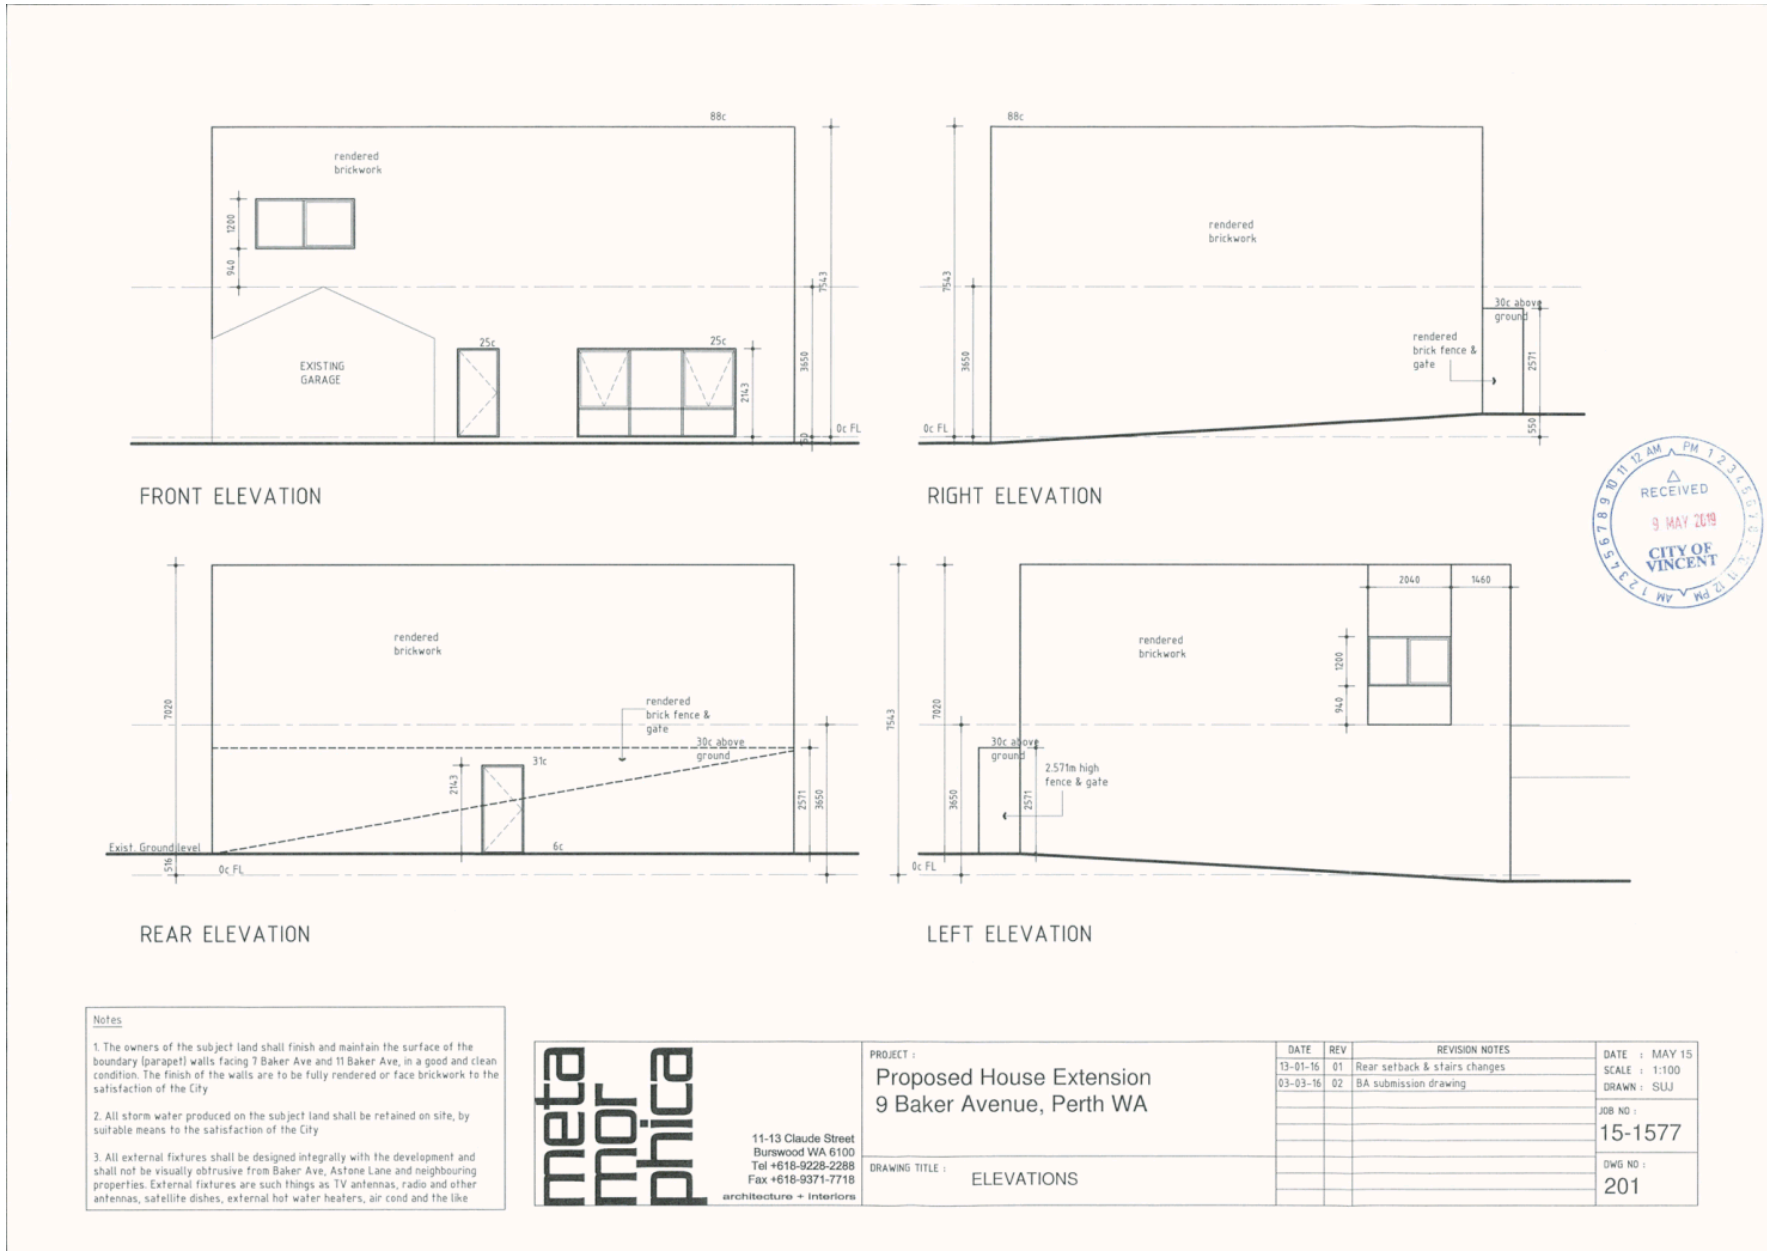 88c
rendered
brickwork
1200
940
7543
25c
25c
EXISTING
GARAGE
2143
3650
0c FL
FRONT ELEVATION
88c
rendered
brickwork
7543
3650
30c above
ground
rendered
brick fence &
gate
2571
550
0c FL
RIGHT ELEVATION
12 AM PM 1 2 3 4 5 6 7 8
RECEIVED
9 MAY 2019
CITY OF
VINCENT
rendered
brickwork
7020
rendered
brick fence &
gate
30c above
ground
31c
2143
2571
3650
Exist. Ground level
6c
516
0c FL
REAR ELEVATION
2040
1460
rendered
brickwork
1200
940
7543
7020
30c above
ground
2.571m high
fence & gate
3650
2571
0c FL
LEFT ELEVATION
Notes
1. The owners of the subject land shall finish and maintain the surface of the
boundary (parapet) walls facing 7 Baker Ave and 11 Baker Ave, in a good and clean
condition. The finish of the walls are to be fully rendered or face brickwork to the
satisfaction of the City
2. All storm water produced on the subject land shall be retained on site, by
suitable means to the satisfaction of the City
3. All external fixtures shall be designed integrally with the development and
shall not be visually obtrusive from Baker Ave, Astone Lane and neighbouring
properties. External fixtures are such things as TV antennas, radio and other
antennas, satellite dishes, external hot water heaters, air cond and the like
meta
mor
phica
11-13 Claude Street
Burswood WA 6100
Tel +618-9228-2288
Fax +618-9371-7718
architecture + interiors
PROJECT :
Proposed House Extension
9 Baker Avenue, Perth WA
DRAWING TITLE :
ELEVATIONS
DATE REV REVISION NOTES
13-01-16 01 Rear setback & stairs changes
03-03-16 02 BA submission drawing
DATE : MAY 15
SCALE : 1:100
DRAWN : SUJ
JOB NO :
15-1577
DWG NO :
201